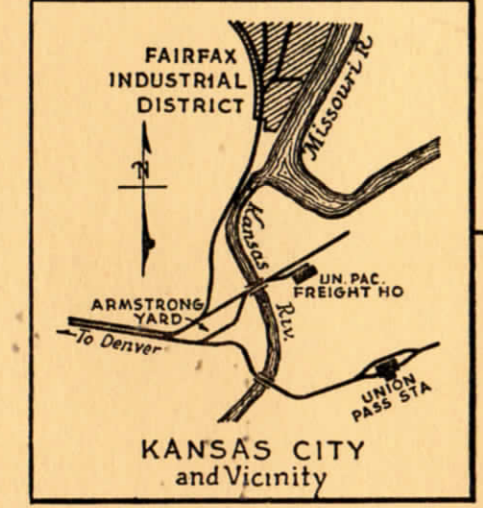 FAIRFAX
INDUSTRIAL
DISTRICT
Missouri R
N
Kansas
Riv.
UN. PAC.
FREIGHT HO
ARMSTRONG
YARD
To Denver
UNION
PASS STA
KANSAS CITY
and Vicinity